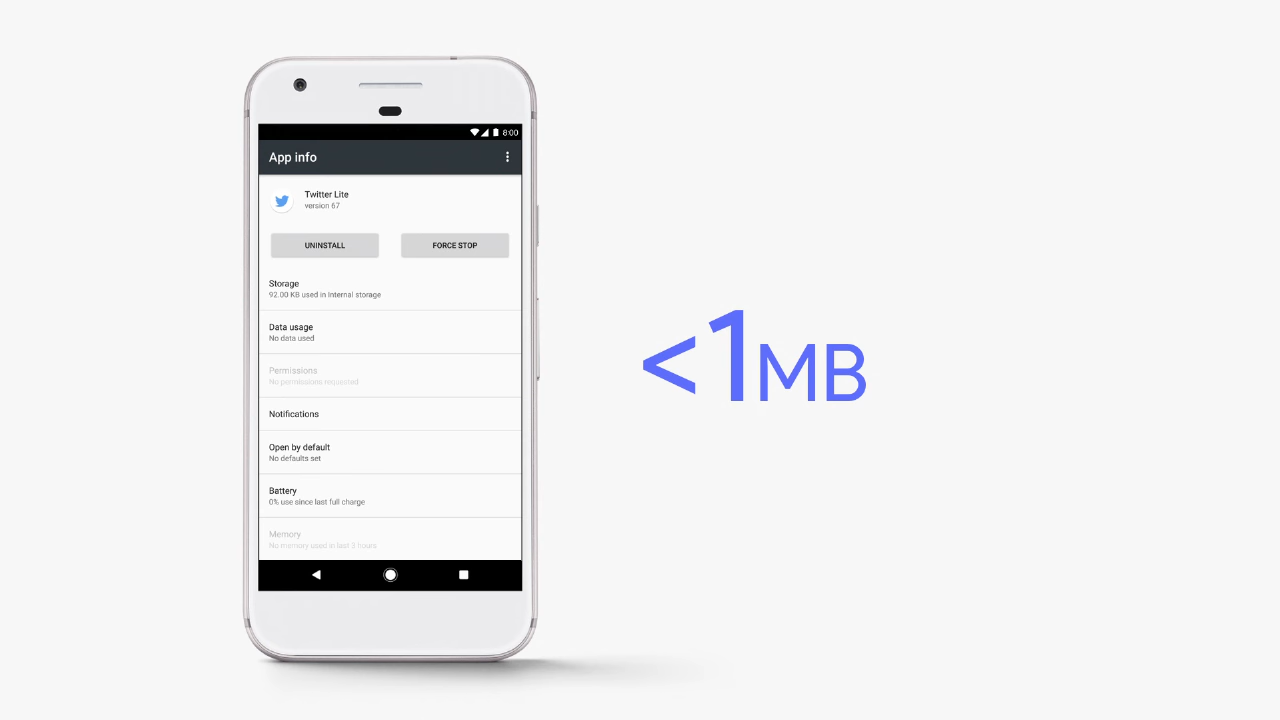 8:00
App info
Twitter Lite
version 67
UNINSTALL
FORCE STOP
Storage
92.00 KB used in Internal storage
Data usage
No data used
Permissions
No permissions requested
Notifications
Open by default
No defaults set
Battery
0% use since last full charge
Memory
No memory used in last 3 hours
<1MB